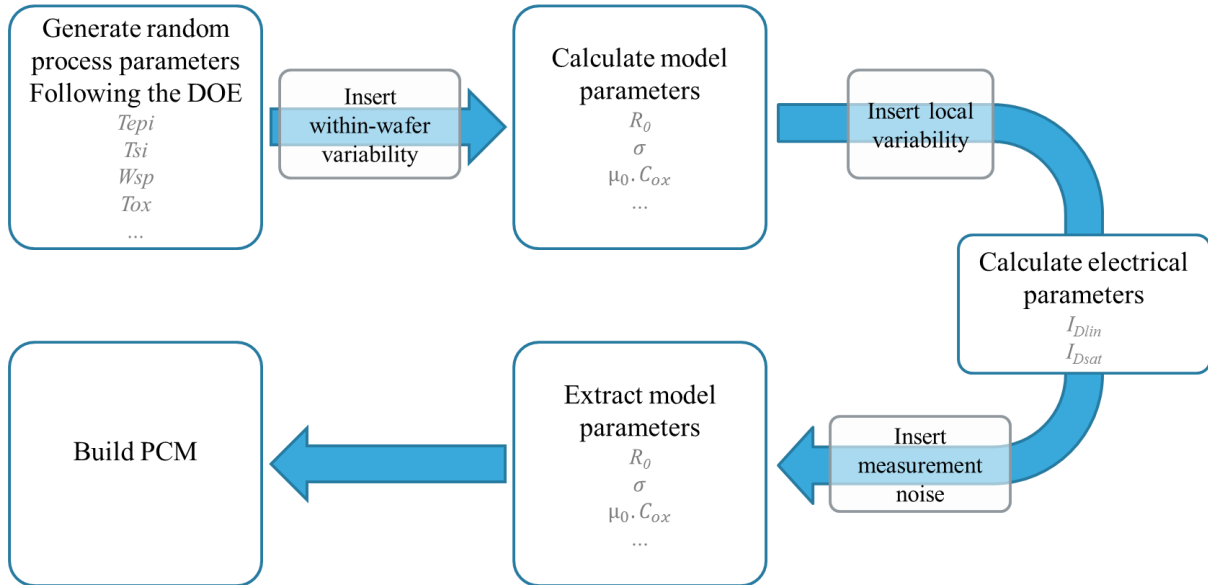 Generate random
process parameters
Following the DOE
Tepi
Tsi
Wsp
Tox
...
Insert
within-wafer
variability
Calculate model
parameters
R₀
σ
μ₀. Cₒₓ
...
Insert local
variability
Calculate electrical
parameters
I_Dlin
I_Dsat
Insert
measurement
noise
Extract model
parameters
R₀
σ
μ₀. Cₒₓ
...
Build PCM